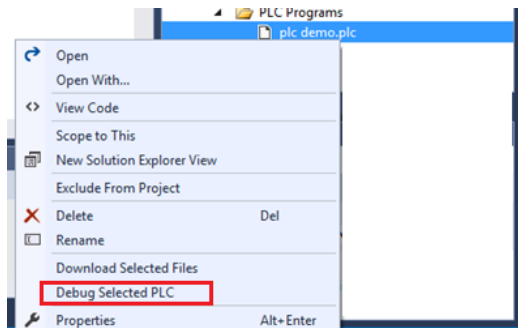 PLC Programs
plc demo.plc
Open
Open With...
View Code
Scope to This
New Solution Explorer View
Exclude From Project
Delete Del
Rename
Download Selected Files
Debug Selected PLC
Properties Alt+Enter